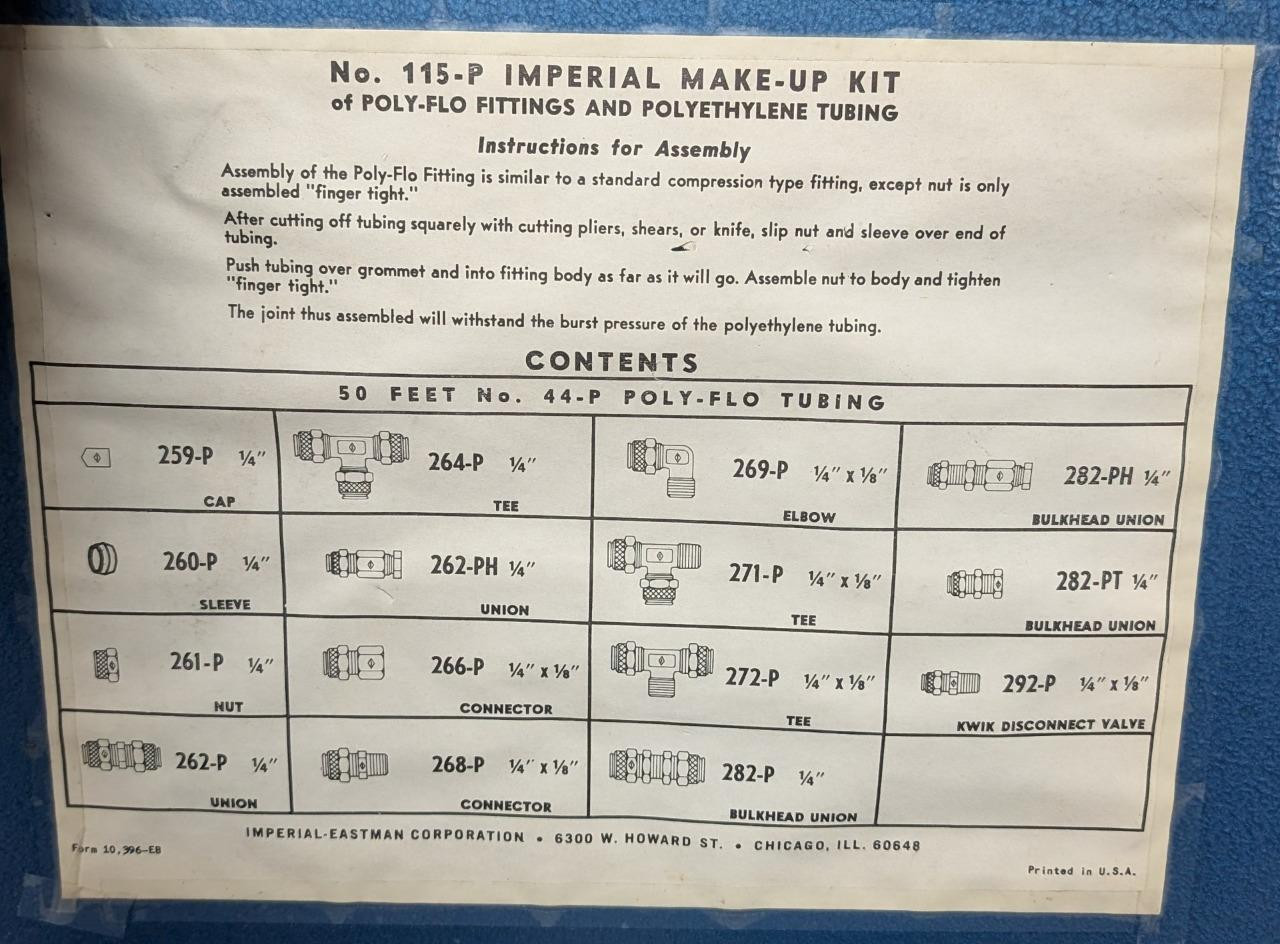 No. 115-P IMPERIAL MAKE-UP KIT
of POLY-FLO FITTINGS AND POLYETHYLENE TUBING
Instructions for Assembly
Assembly of the Poly-Flo Fitting is similar to a standard compression type fitting, except nut is only
assembled "finger tight."
After cutting off tubing squarely with cutting pliers, shears, or knife, slip nut and sleeve over end of
tubing.
Push tubing over grommet and into fitting body as far as it will go. Assemble nut to body and tighten
"finger tight."
The joint thus assembled will withstand the burst pressure of the polyethylene tubing.
CONTENTS
50 FEET No. 44-P POLY-FLO TUBING
259-P 1/4"
CAP
264-P 1/4"
TEE
269-P 1/4" x 1/8"
ELBOW
282-PH 1/4"
BULKHEAD UNION
260-P 1/4"
SLEEVE
262-PH 1/4"
UNION
271-P 1/4" x 1/8"
TEE
282-PT 1/4"
BULKHEAD UNION
261-P 1/4"
NUT
266-P 1/4" x 1/8"
CONNECTOR
272-P 1/4" x 1/8"
TEE
292-P 1/4" x 1/8"
KWIK DISCONNECT VALVE
262-P 1/4"
UNION
268-P 1/4" x 1/8"
CONNECTOR
282-P 1/4"
BULKHEAD UNION
IMPERIAL-EASTMAN CORPORATION • 6300 W. HOWARD ST. • CHICAGO, ILL. 60648
Form 10,396-EB
Printed in U.S.A.